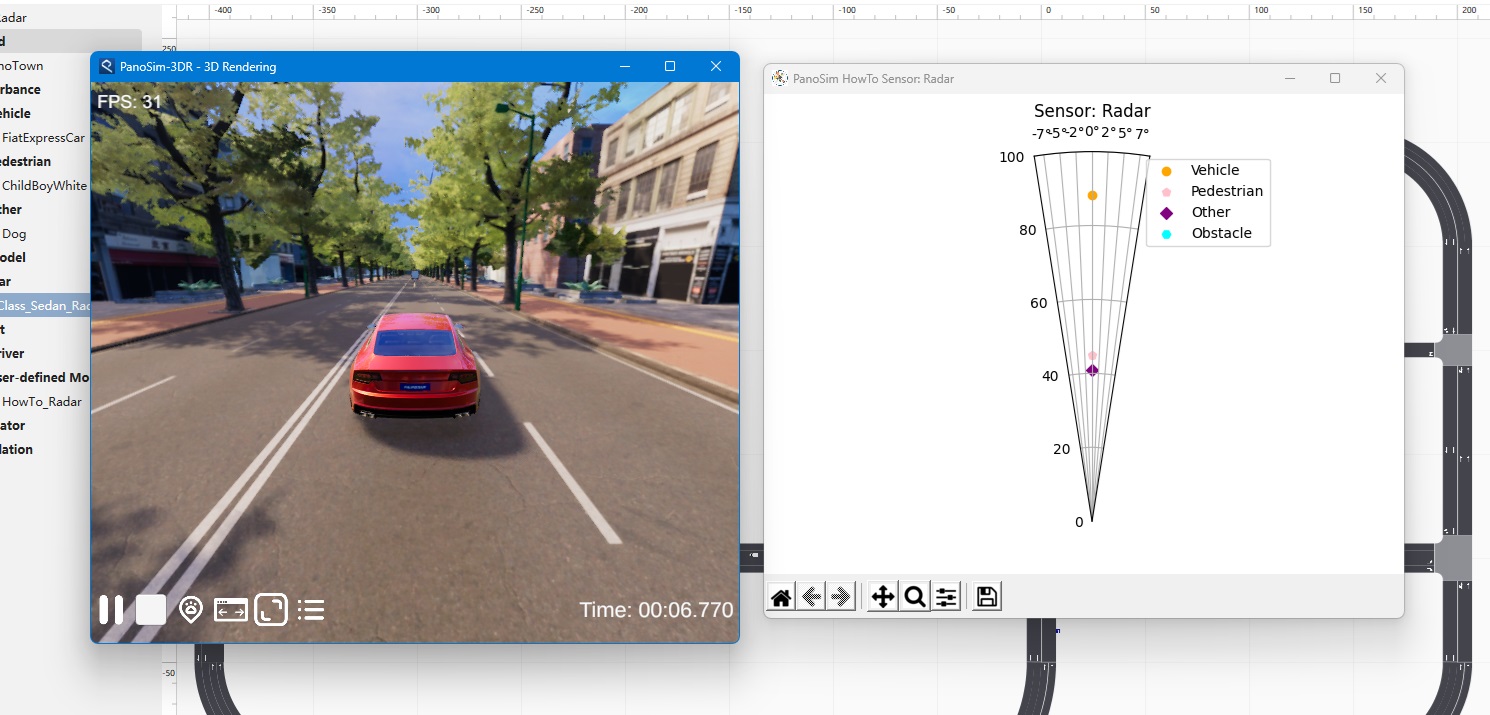 -400
-350
-300
-250
-200
-150
-100
-50
0
50
100
150
200
250
-50
adar
d
noTown
rbance
ehicle
FiatExpressCar
edestrian
ChildBoyWhite
ther
Dog
odel
ar
Class_Sedan_Rad
t
river
ser-defined Mo
HowTo_Radar
ator
lation
PanoSim-3DR - 3D Rendering
FPS: 31
Time: 00:06.770
PanoSim HowTo Sensor: Radar
Sensor: Radar
-7°-5°-2°0°2°5°7°
100
80
60
40
20
0
Vehicle
Pedestrian
Other
Obstacle